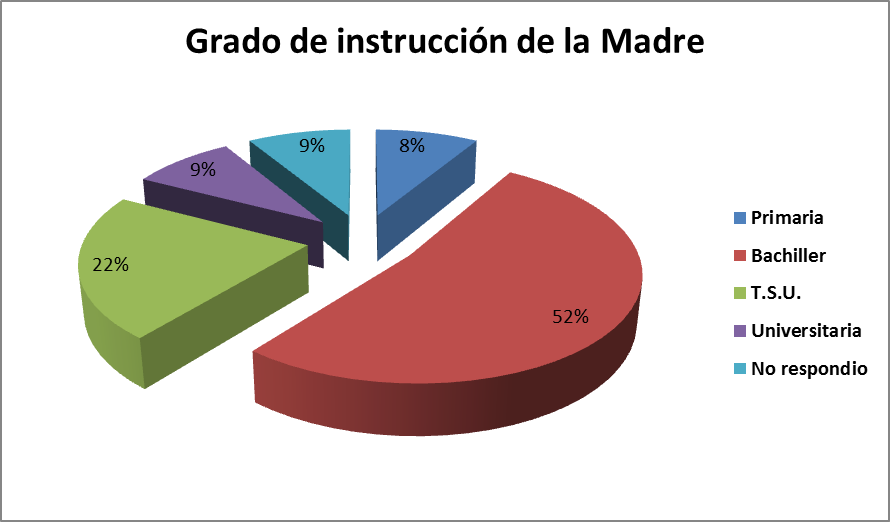 Grado de instrucción de la Madre
9%
8%
9%
22%
52%
Primaria
Bachiller
T.S.U.
Universitaria
No respondio